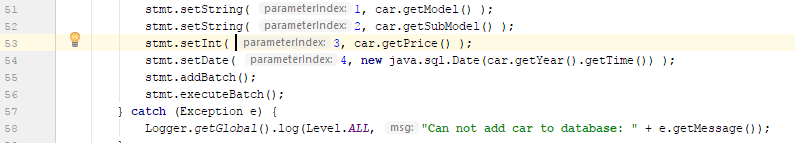 51 stmt.setString( parameterIndex: 1, car.getModel() );
52 stmt.setString( parameterIndex: 2, car.getSubModel() );
53 stmt.setInt( parameterIndex: 3, car.getPrice() );
54 stmt.setDate( parameterIndex: 4, new java.sql.Date(car.getYear().getTime()) );
55 stmt.addBatch();
56 stmt.executeBatch();
57 } catch (Exception e) {
58 Logger.getGlobal().log(Level.ALL, msg: "Can not add car to database: " + e.getMessage());